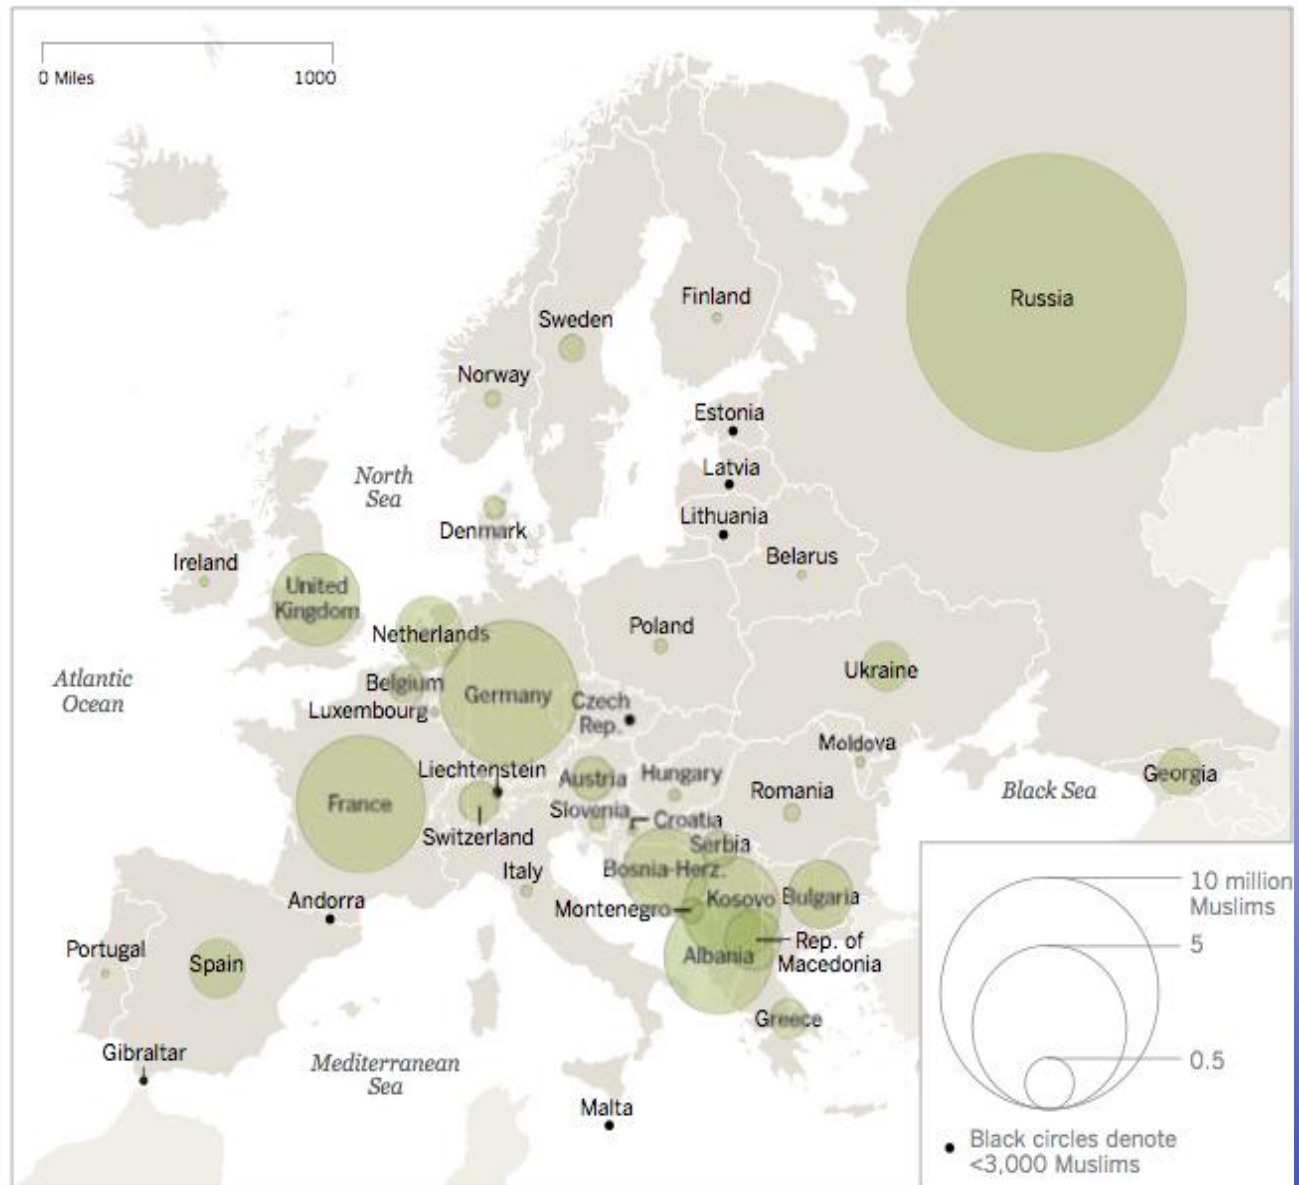 0 Miles 1000
Finland
Russia
Sweden
Norway
Estonia
North
Sea
Latvia
Lithuania
Denmark
Ireland
Belarus
United
Kingdom
Netherlands
Poland
Atlantic
Ocean
Ukraine
Belgium
Germany
Czech
Rep.
Luxembourg
Moldova
Liechtenstein
Austria
Hungary
Georgia
France
Romania
Black Sea
Slovenia
Croatia
Switzerland
Serbia
Italy
Bosnia-Herz.
Andorra
Kosovo
Bulgaria
Montenegro
Portugal
Spain
Albania
Rep. of
Macedonia
Greece
Gibraltar
Mediterranean
Sea
Malta
10 million
Muslims
5
0.5
Black circles denote
<3,000 Muslims